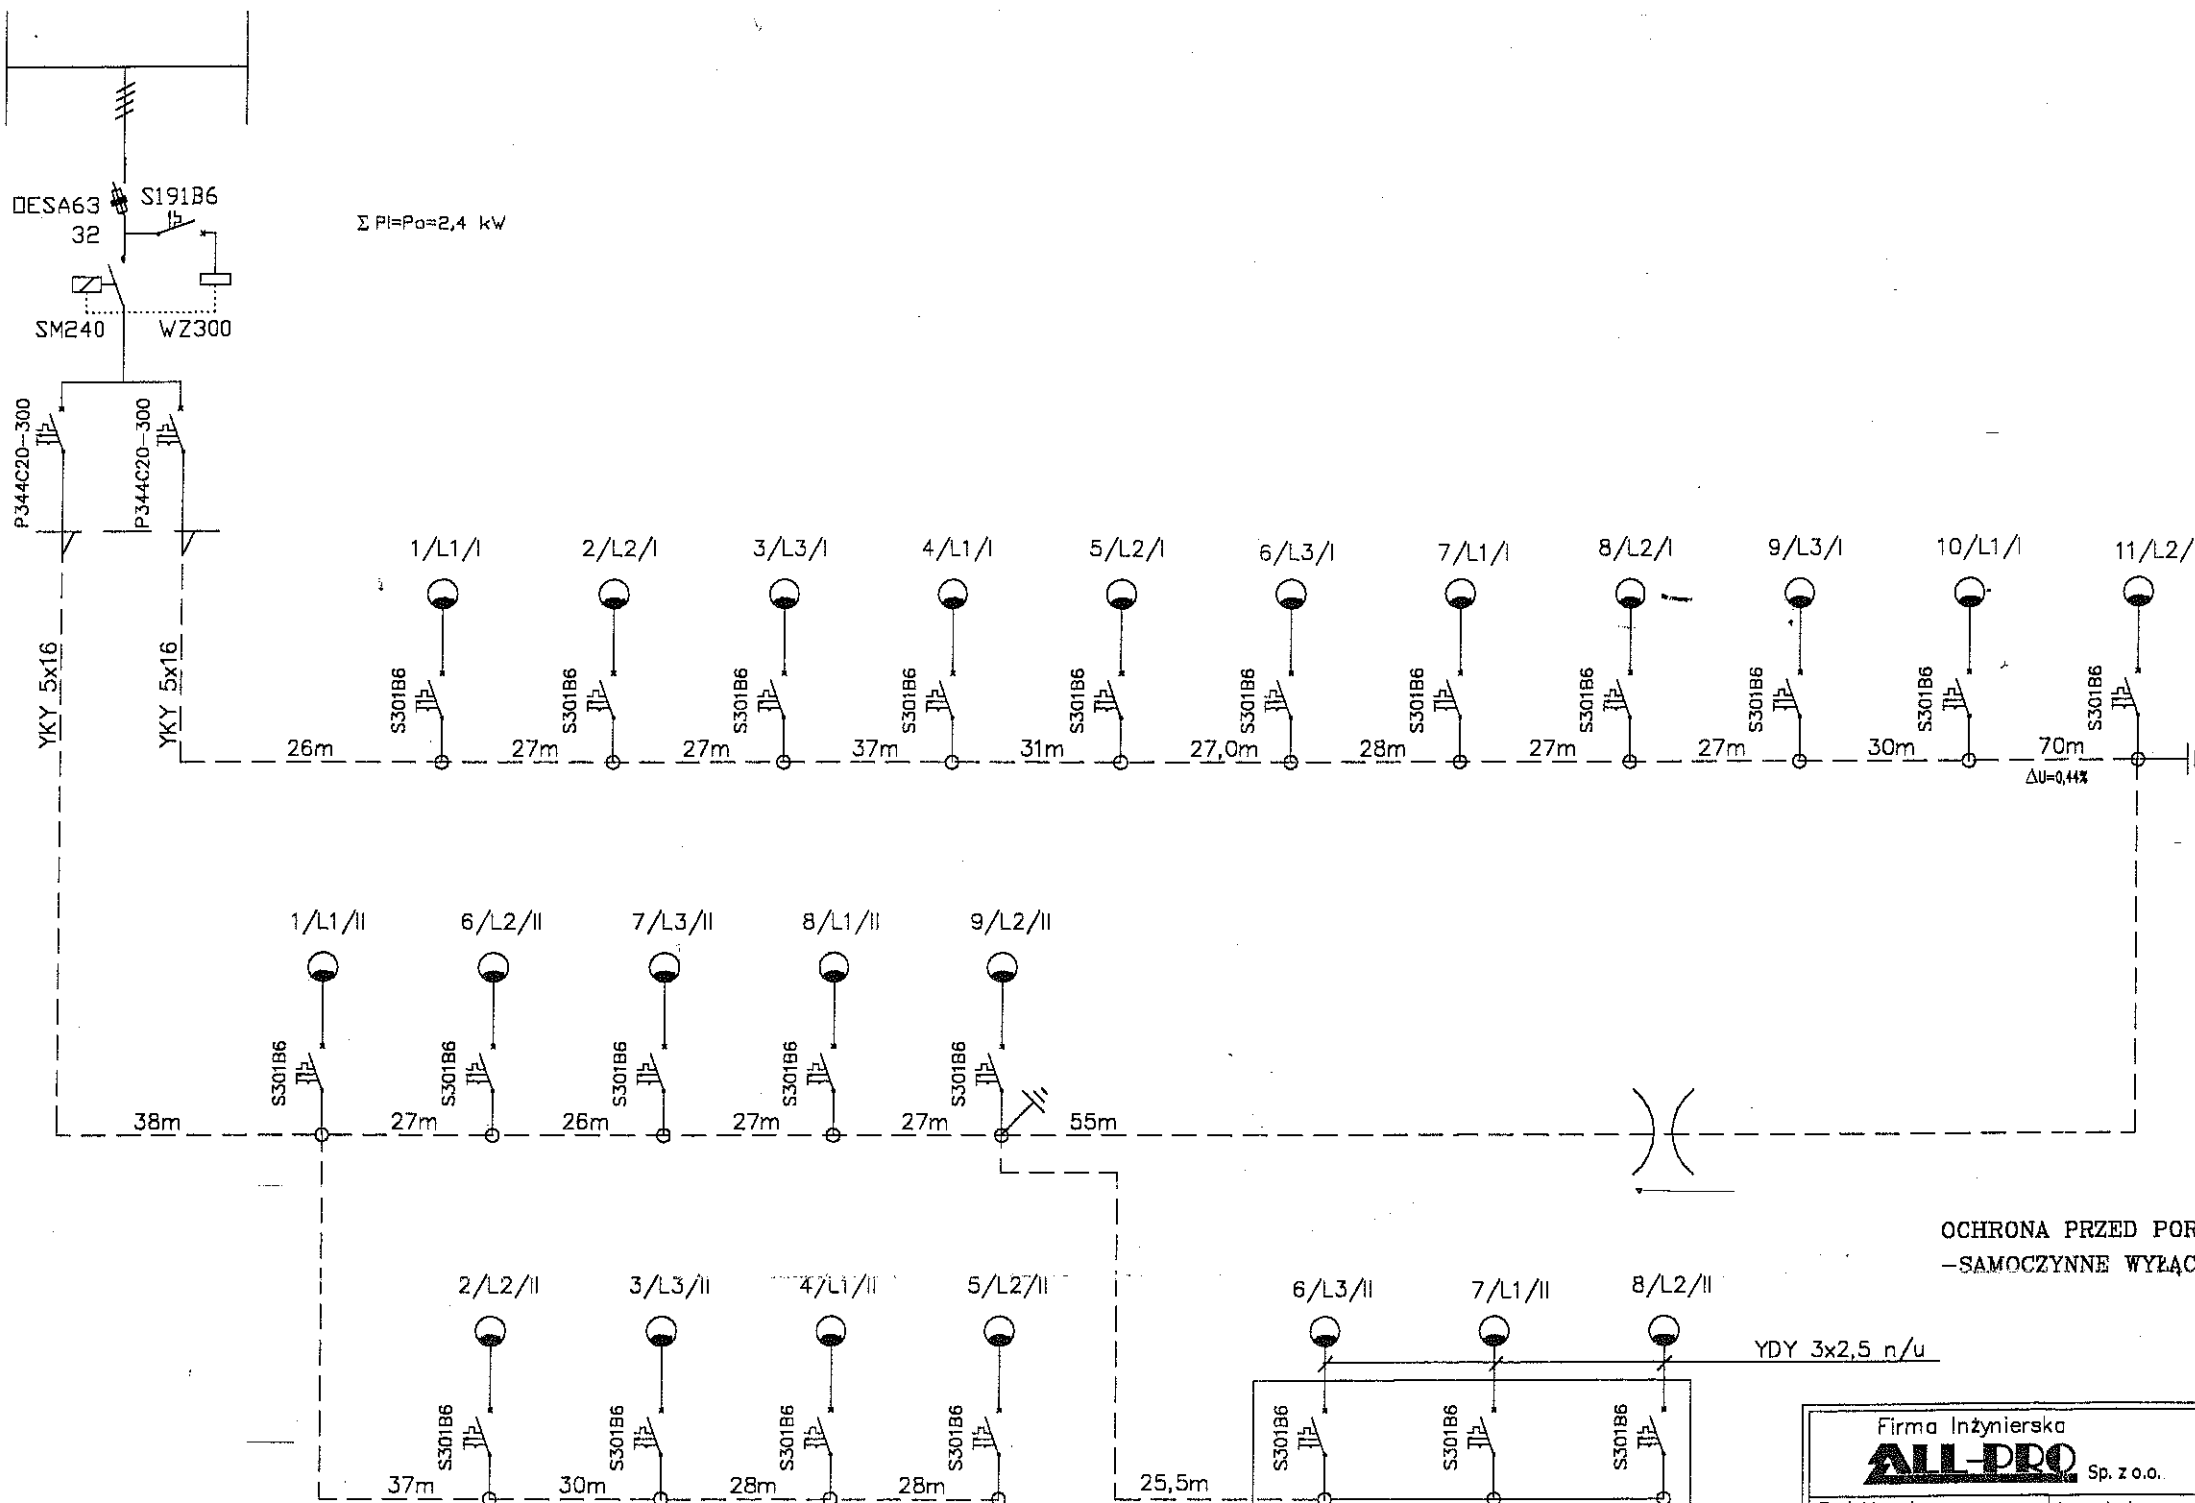 OESA63
32
S191B6
Σ Pi=Po=2,4 kW
SM240
WZ300
P344C20-300
P344C20-300
YKY 5x16
YKY 5x16
1/L1/I
2/L2/I
3/L3/I
4/L1/I
5/L2/I
6/L3/I
7/L1/I
8/L2/I
9/L3/I
10/L1/I
11/L2/
S301B6
S301B6
S301B6
S301B6
S301B6
S301B6
S301B6
S301B6
S301B6
S301B6
S301B6
26m
27m
27m
37m
31m
27,0m
28m
27m
27m
30m
70m
ΔU=0,44%
1/L1/II
6/L2/II
7/L3/II
8/L1/II
9/L2/II
S301B6
S301B6
S301B6
S301B6
S301B6
38m
27m
26m
27m
27m
55m
OCHRONA PRZED POR
-SAMOCZYNNE WYŁĄC
2/L2/II
3/L3/II
4/L1/II
5/L2/II
6/L3/II
7/L1/II
8/L2/II
YDY 3x2,5 n/u
S301B6
S301B6
S301B6
S301B6
S301B6
S301B6
S301B6
37m
30m
28m
28m
25,5m
Firma Inżynierska
ALL-PRO Sp. z o.o.